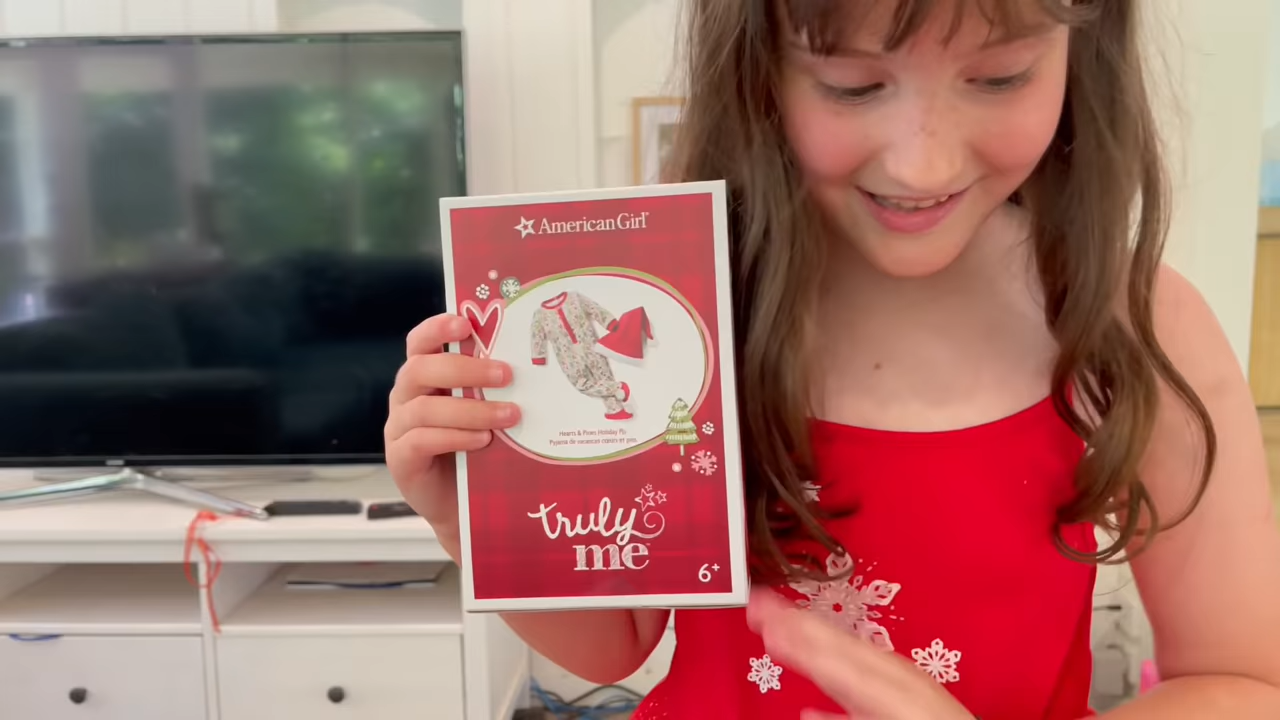 American Girl
Hearts & Pines Holiday PJs
Pyjama de vacances cœurs et pins
truly
me
6+